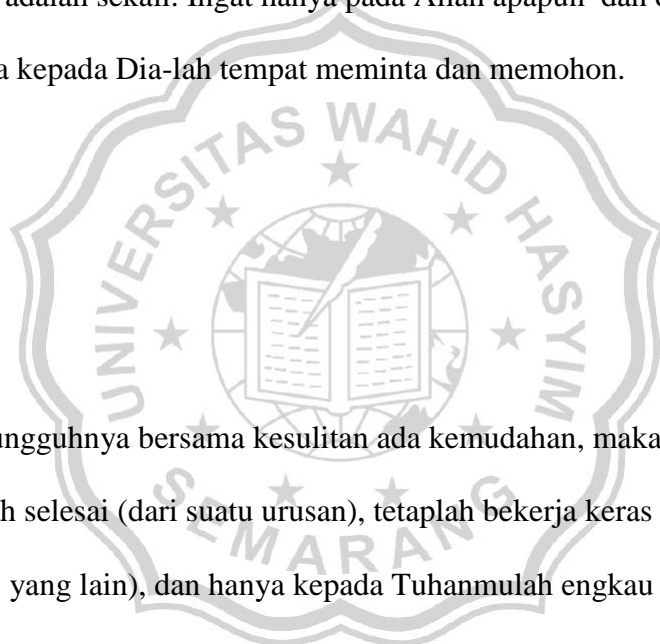 adalah sekali. Ingat hanya pada Allah apapun dan
a kepada Dia-lah tempat meminta dan memohon.
UNIVERSITAS WAHID HASYIM
SEMARANG
ungguhnya bersama kesulitan ada kemudahan, maka
h selesai (dari suatu urusan), tetaplah bekerja keras
yang lain), dan hanya kepada Tuhanmulah engkau